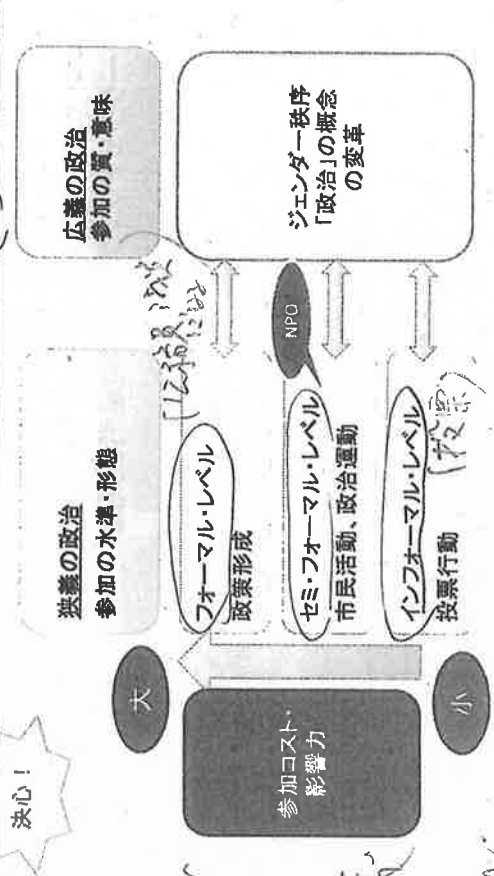 決心！
狭義の政治
参加の水準・形態
広義の政治
参加の質・意味
大
参加コスト・
影響力
小
フォーマル・レベル
政策形成
セミ・フォーマル・レベル
市民活動、政治運動
インフォーマル・レベル
投票行動
（投票）
NPO
ジェンダー秩序
「政治」の概念
の変革